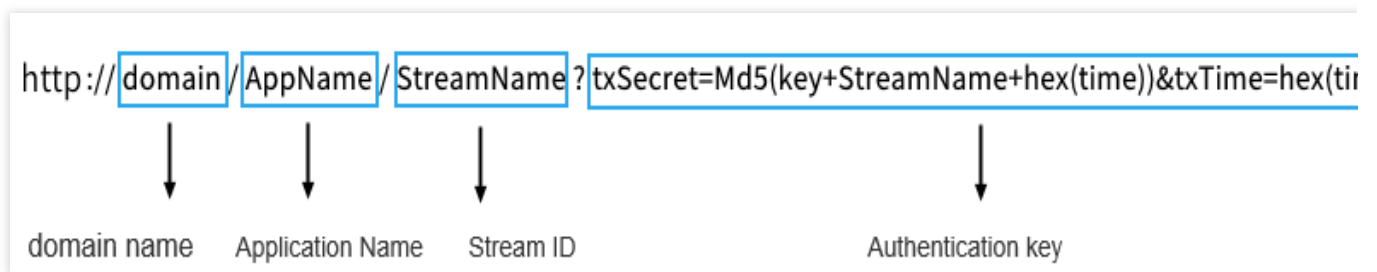 http://domain/AppName/StreamName?txSecret=Md5(key+StreamName+hex(time))&txTime=hex(
domain name Application Name Stream ID Authentication key